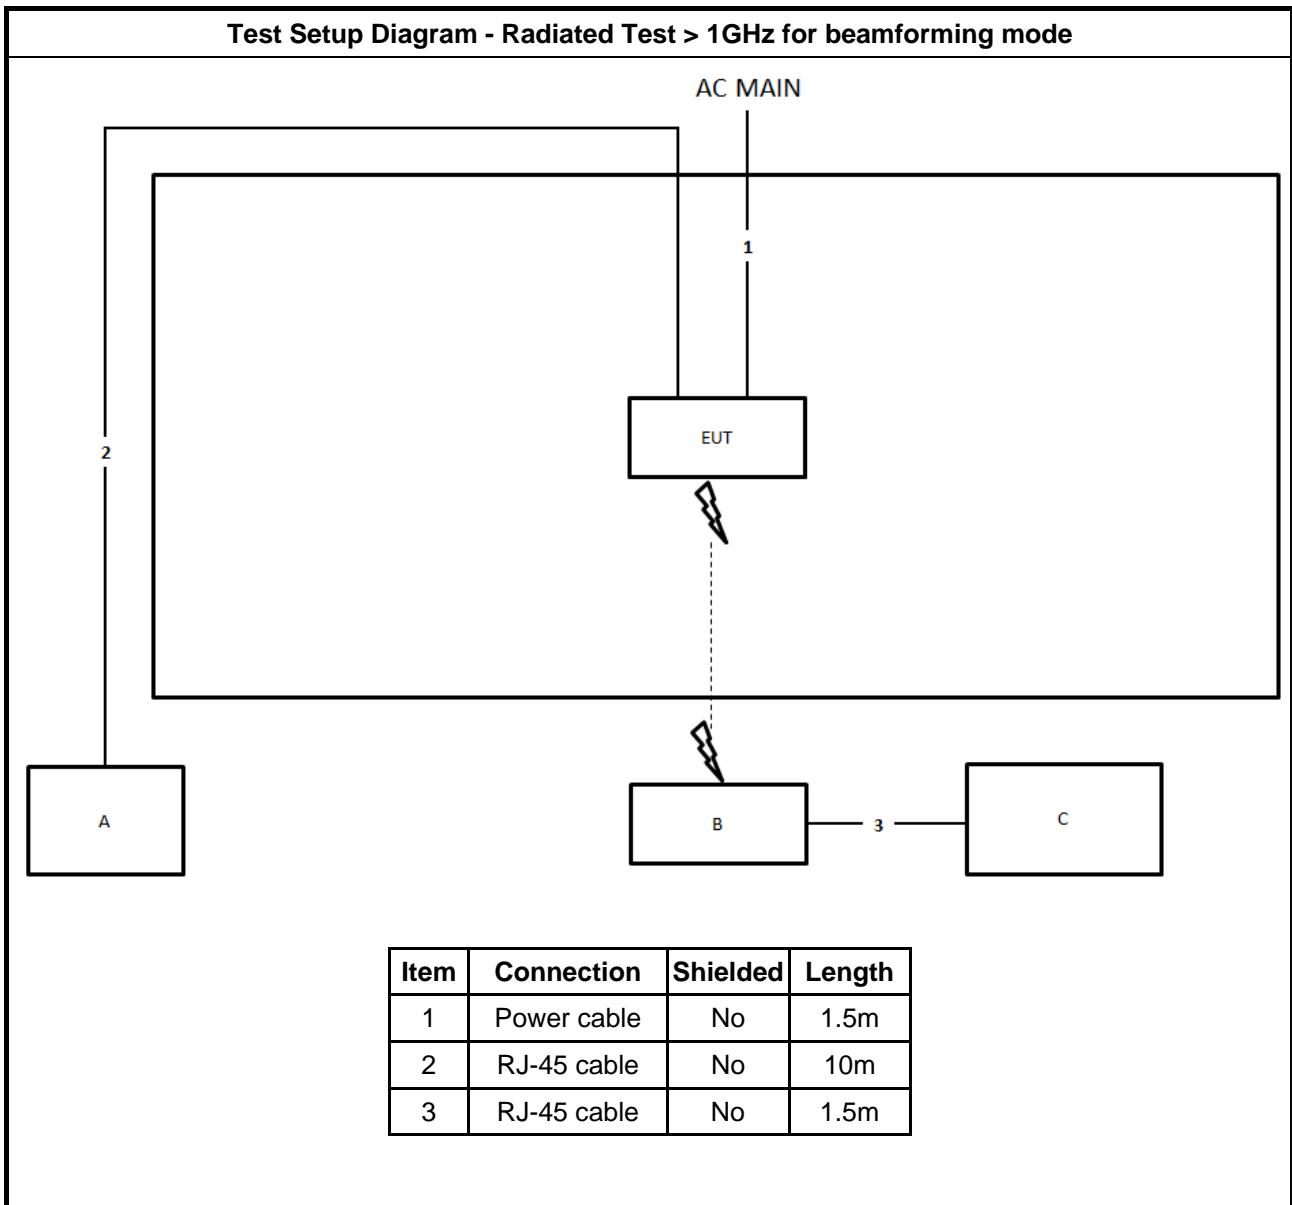 Test Setup Diagram - Radiated Test > 1GHz for beamforming mode
AC MAIN
1
EUT
2
A
B
3
C
Item Connection Shielded Length
1 Power cable No 1.5m
2 RJ-45 cable No 10m
3 RJ-45 cable No 1.5m